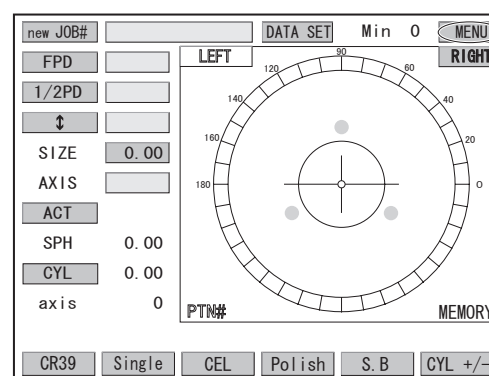 new JOB# DATA SET Min 0 MENU
FPD LEFT 90 RIGHT
120 60
1/2PD 140 40
↕
160 20
SIZE 0.00
AXIS 180 0
ACT
SPH 0.00
CYL 0.00
axis 0 PTN# MEMORY
CR39 Single CEL Polish S.B CYL +/-